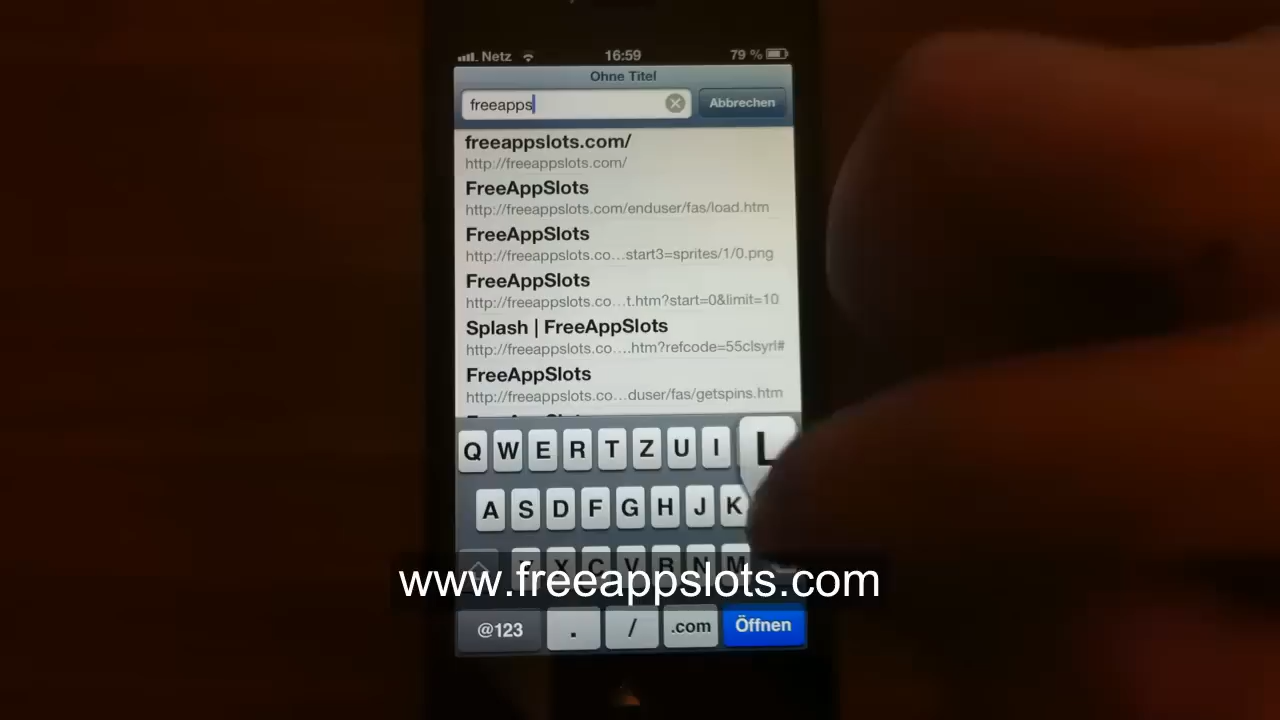 Netz 16:59 79 %
Ohne Titel
freeapps Abbrechen
freeappslots.com/
http://freeappslots.com/
FreeAppSlots
http://freeappslots.com/enduser/fas/load.htm
FreeAppSlots
http://freeappslots.co...start3=sprites/1/0.png
FreeAppSlots
http://freeappslots.co...t.htm?start=0&limit=10
Splash | FreeAppSlots
http://freeappslots.co....htm?refcode=55clsyrl#
FreeAppSlots
http://freeappslots.co...duser/fas/getspins.htm
Q W E R T Z U I L
A S D F G H J K
X C V B N M
www.freeappslots.com
@123 . / .com Öffnen